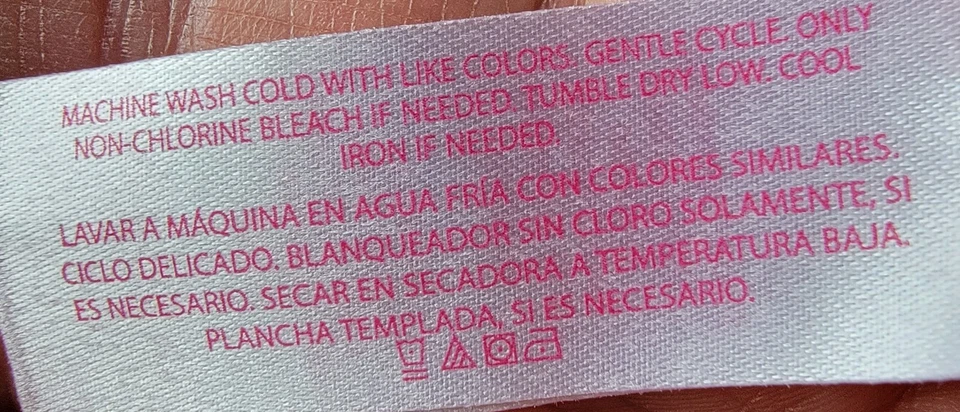 MACHINE WASH COLD WITH LIKE COLORS. GENTLE CYCLE. ONLY
NON-CHLORINE BLEACH IF NEEDED. TUMBLE DRY LOW. COOL
IRON IF NEEDED.
LAVAR A MÁQUINA EN AGUA FRÍA CON COLORES SIMILARES.
CICLO DELICADO. BLANQUEADOR SIN CLORO SOLAMENTE, SI
ES NECESARIO. SECAR EN SECADORA A TEMPERATURA BAJA.
PLANCHA TEMPLADA, SI ES NECESARIO.